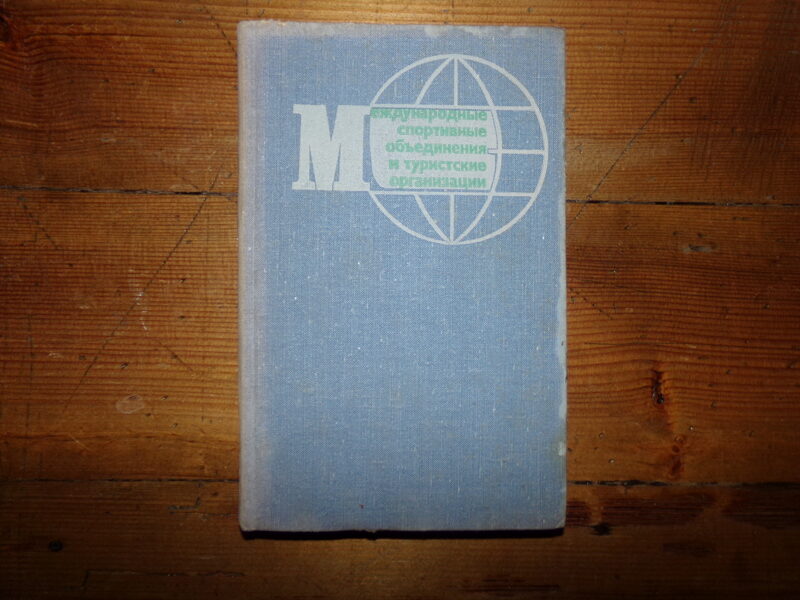 Международные
спортивные
объединения
и туристские
организации